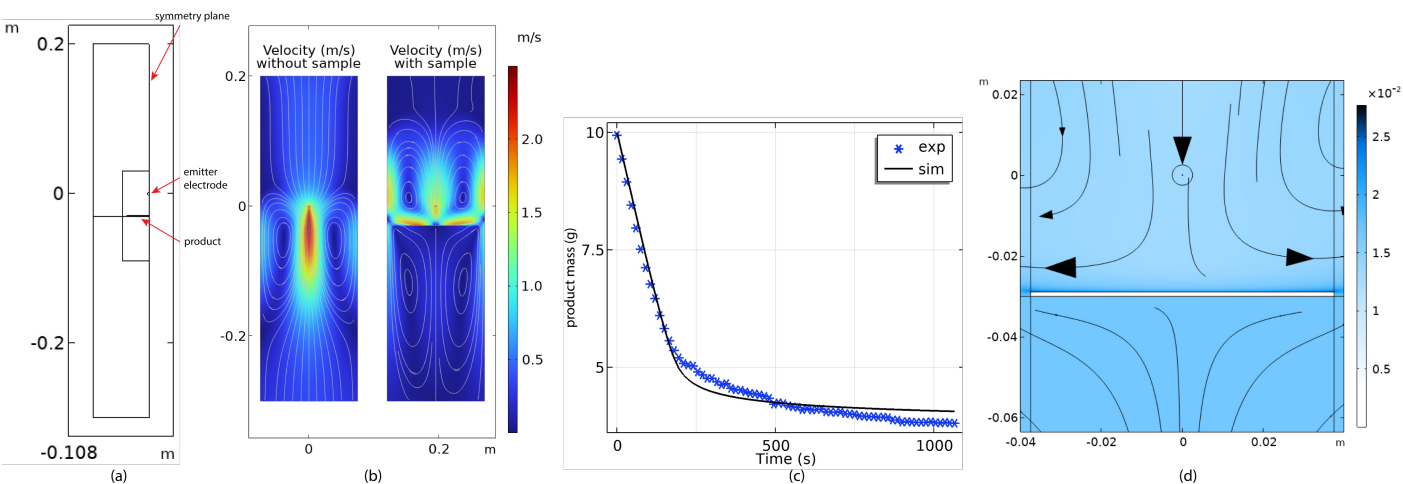 symmetry plane
m
0.2
emitter
electrode
0
product
-0.2
-0.108
m
(a)
m/s
Velocity (m/s)
without sample
Velocity (m/s)
with sample
0.2
0
-0.2
0
0.2
m
2.0
1.5
1.0
0.5
(b)
10
7.5
5
product mass (g)
exp
sim
0
500
1000
Time (s)
(c)
m
0.02
0
-0.02
-0.04
-0.06
-0.04
-0.02
0
0.02
m
×10⁻²
2.5
2
1.5
1
0.5
(d)